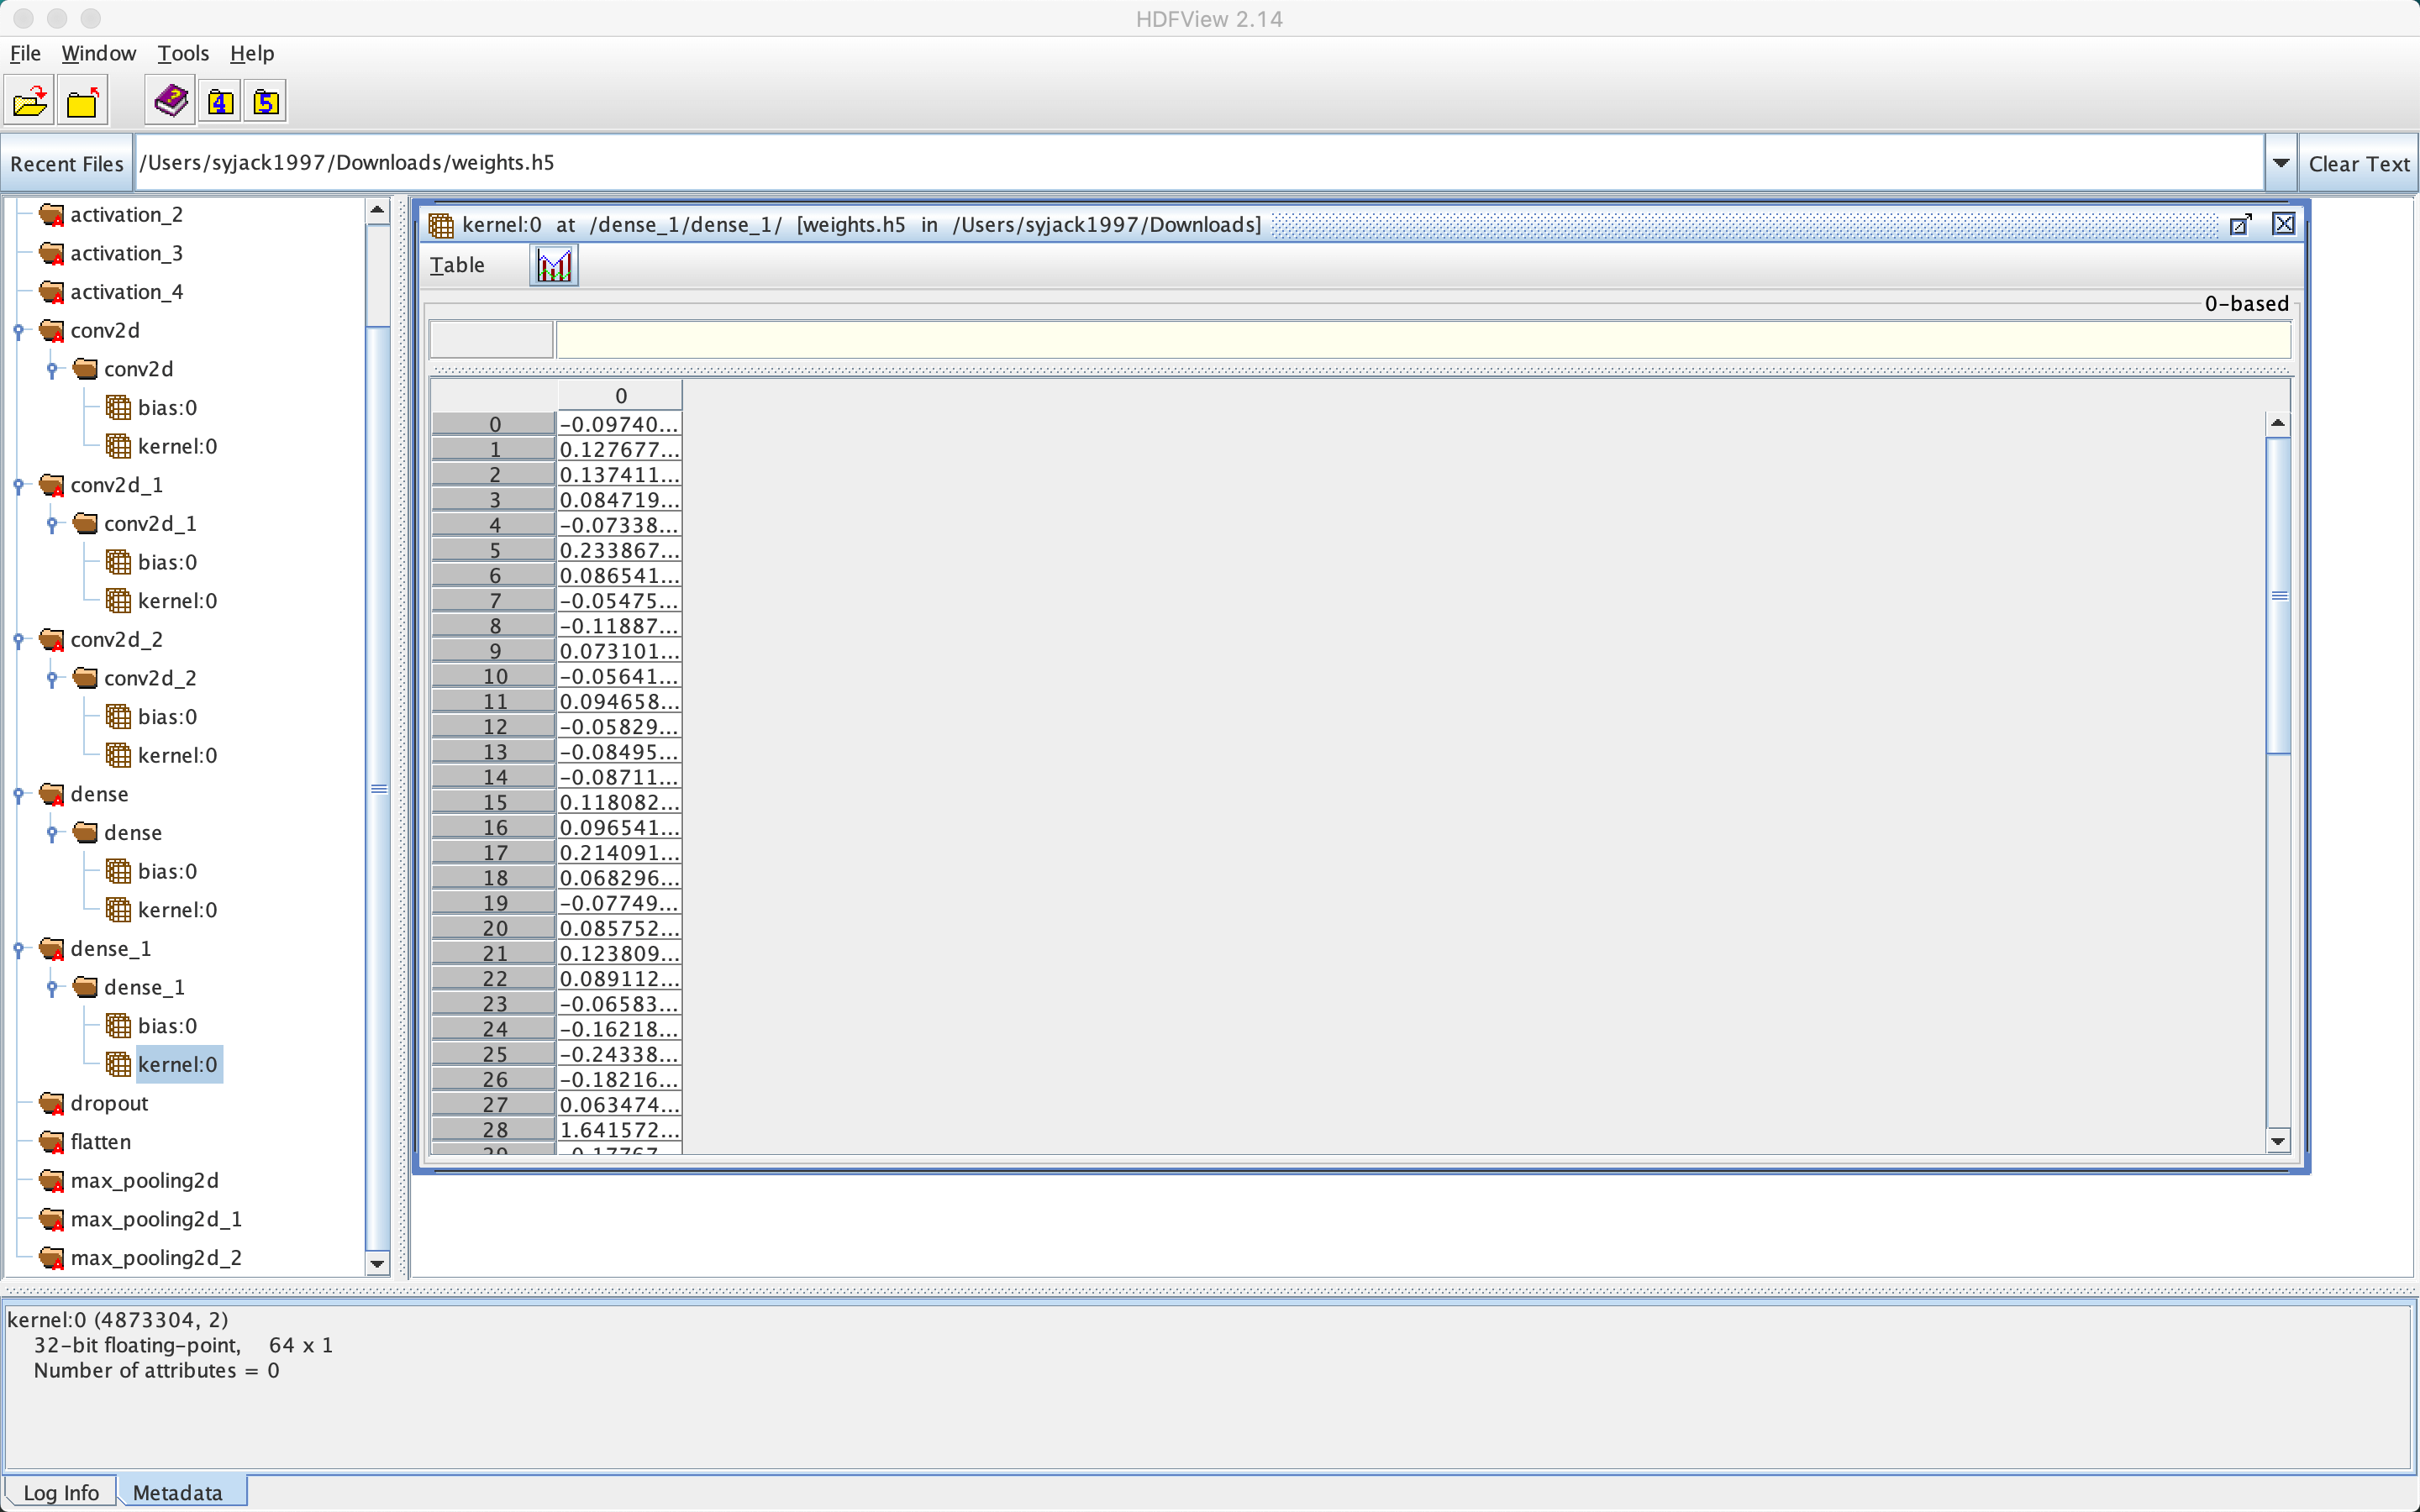 HDFView 2.14
File Window Tools Help
4 5
Recent Files /Users/syjack1997/Downloads/weights.h5 Clear Text
activation_2
activation_3
activation_4
conv2d
conv2d
bias:0
kernel:0
conv2d_1
conv2d_1
bias:0
kernel:0
conv2d_2
conv2d_2
bias:0
kernel:0
dense
dense
bias:0
kernel:0
dense_1
dense_1
bias:0
kernel:0
dropout
flatten
max_pooling2d
max_pooling2d_1
max_pooling2d_2
kernel:0 at /dense_1/dense_1/ [weights.h5 in /Users/syjack1997/Downloads]
Table
0-based
0
0 -0.09740...
1 0.127677...
2 0.137411...
3 0.084719...
4 -0.07338...
5 0.233867...
6 0.086541...
7 -0.05475...
8 -0.11887...
9 0.073101...
10 -0.05641...
11 0.094658...
12 -0.05829...
13 -0.08495...
14 -0.08711...
15 0.118082...
16 0.096541...
17 0.214091...
18 0.068296...
19 -0.07749...
20 0.085752...
21 0.123809...
22 0.089112...
23 -0.06583...
24 -0.16218...
25 -0.24338...
26 -0.18216...
27 0.063474...
28 1.641572...
kernel:0 (4873304, 2)
32-bit floating-point, 64 x 1
Number of attributes = 0
Log Info Metadata